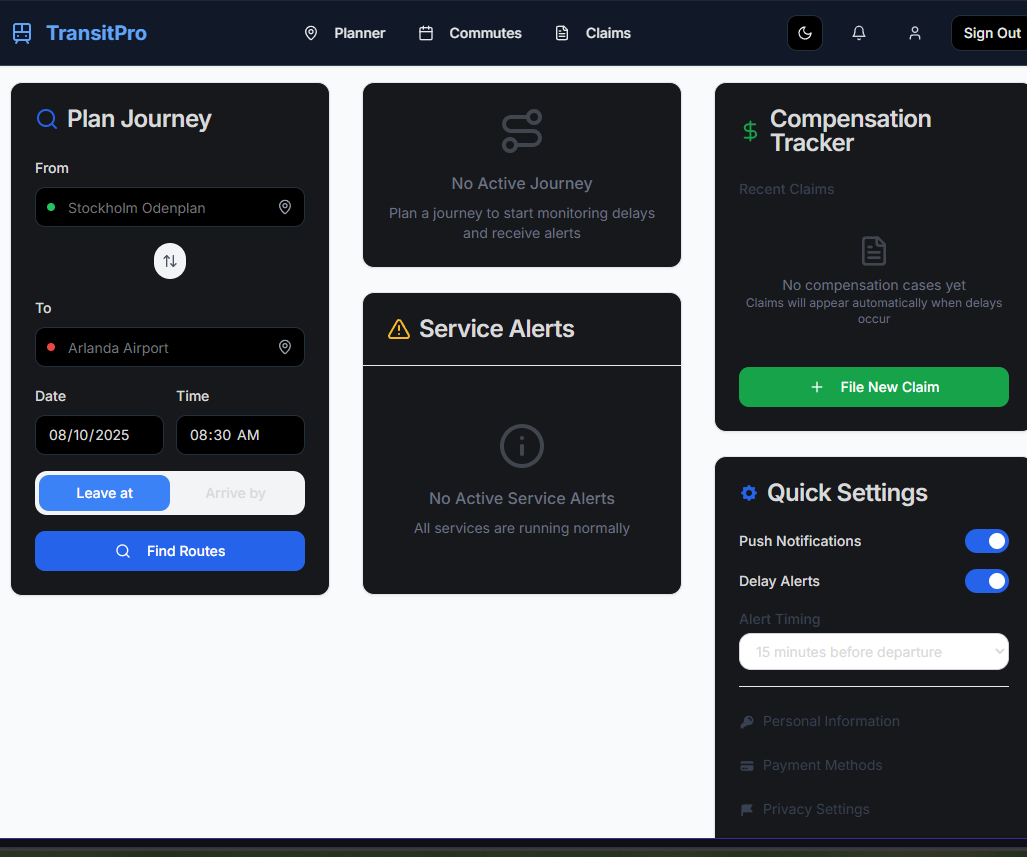 TransitPro
Planner
Commutes
Claims
Sign Out
Plan Journey
From
Stockholm Odenplan
To
Arlanda Airport
Date
Time
08/10/2025
08:30 AM
Leave at
Arrive by
Find Routes
No Active Journey
Plan a journey to start monitoring delays
and receive alerts
Service Alerts
No Active Service Alerts
All services are running normally
Compensation
Tracker
Recent Claims
No compensation cases yet
Claims will appear automatically when delays
occur
File New Claim
Quick Settings
Push Notifications
Delay Alerts
Alert Timing
15 minutes before departure
Personal Information
Payment Methods
Privacy Settings